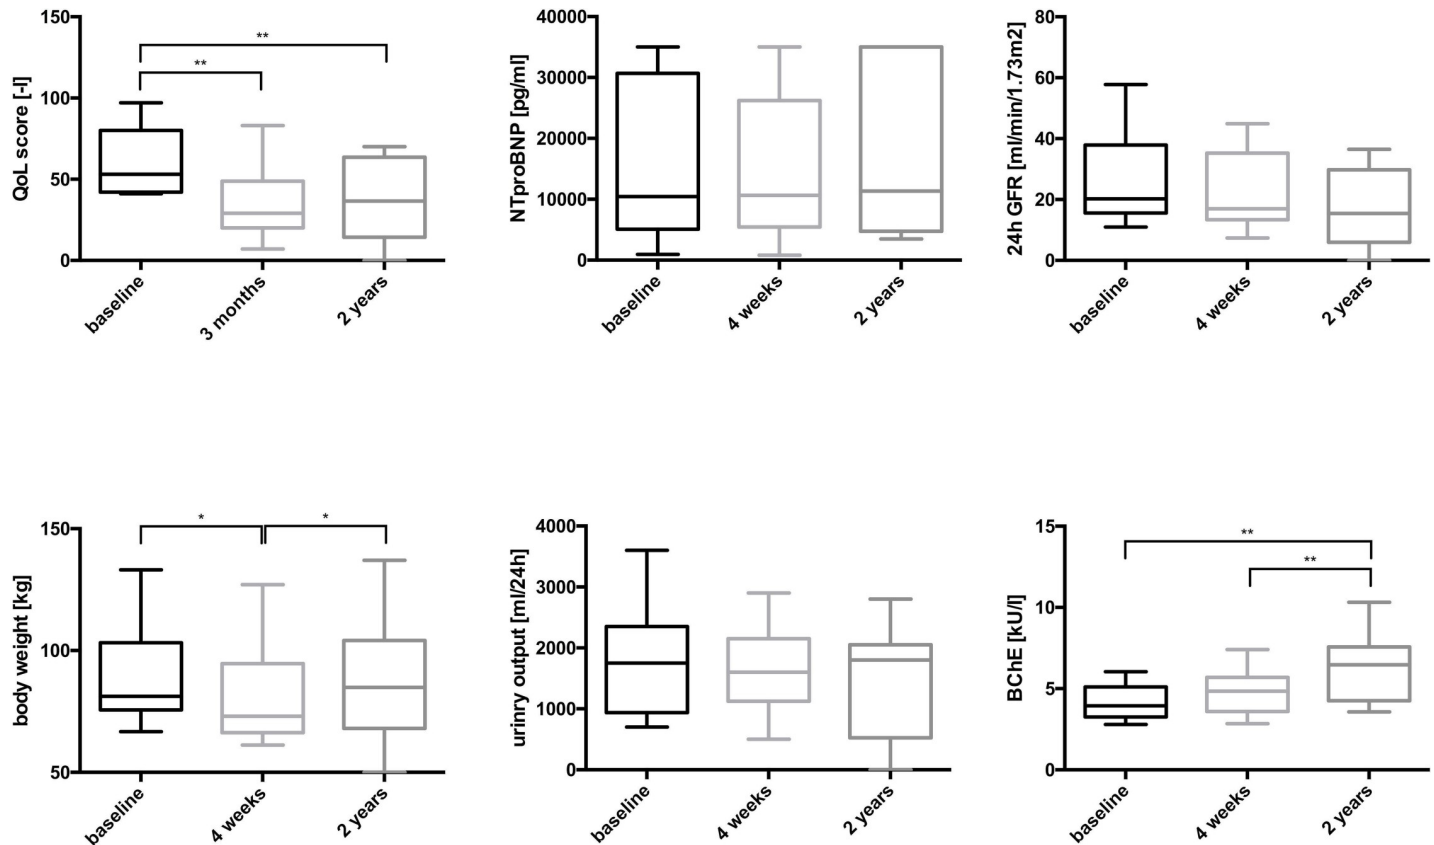 QoL score [-l]
150
100
50
0
**
**
baseline
3 months
2 years
NTproBNP [pg/ml]
40000
30000
20000
10000
0
baseline
4 weeks
2 years
24h GFR [ml/min/1.73m2]
80
60
40
20
0
baseline
4 weeks
2 years
body weight [kg]
150
100
50
*
*
baseline
4 weeks
2 years
urinry output [ml/24h]
4000
3000
2000
1000
0
baseline
4 weeks
2 years
BChE [kU/l]
15
10
5
0
**
**
baseline
4 weeks
2 years